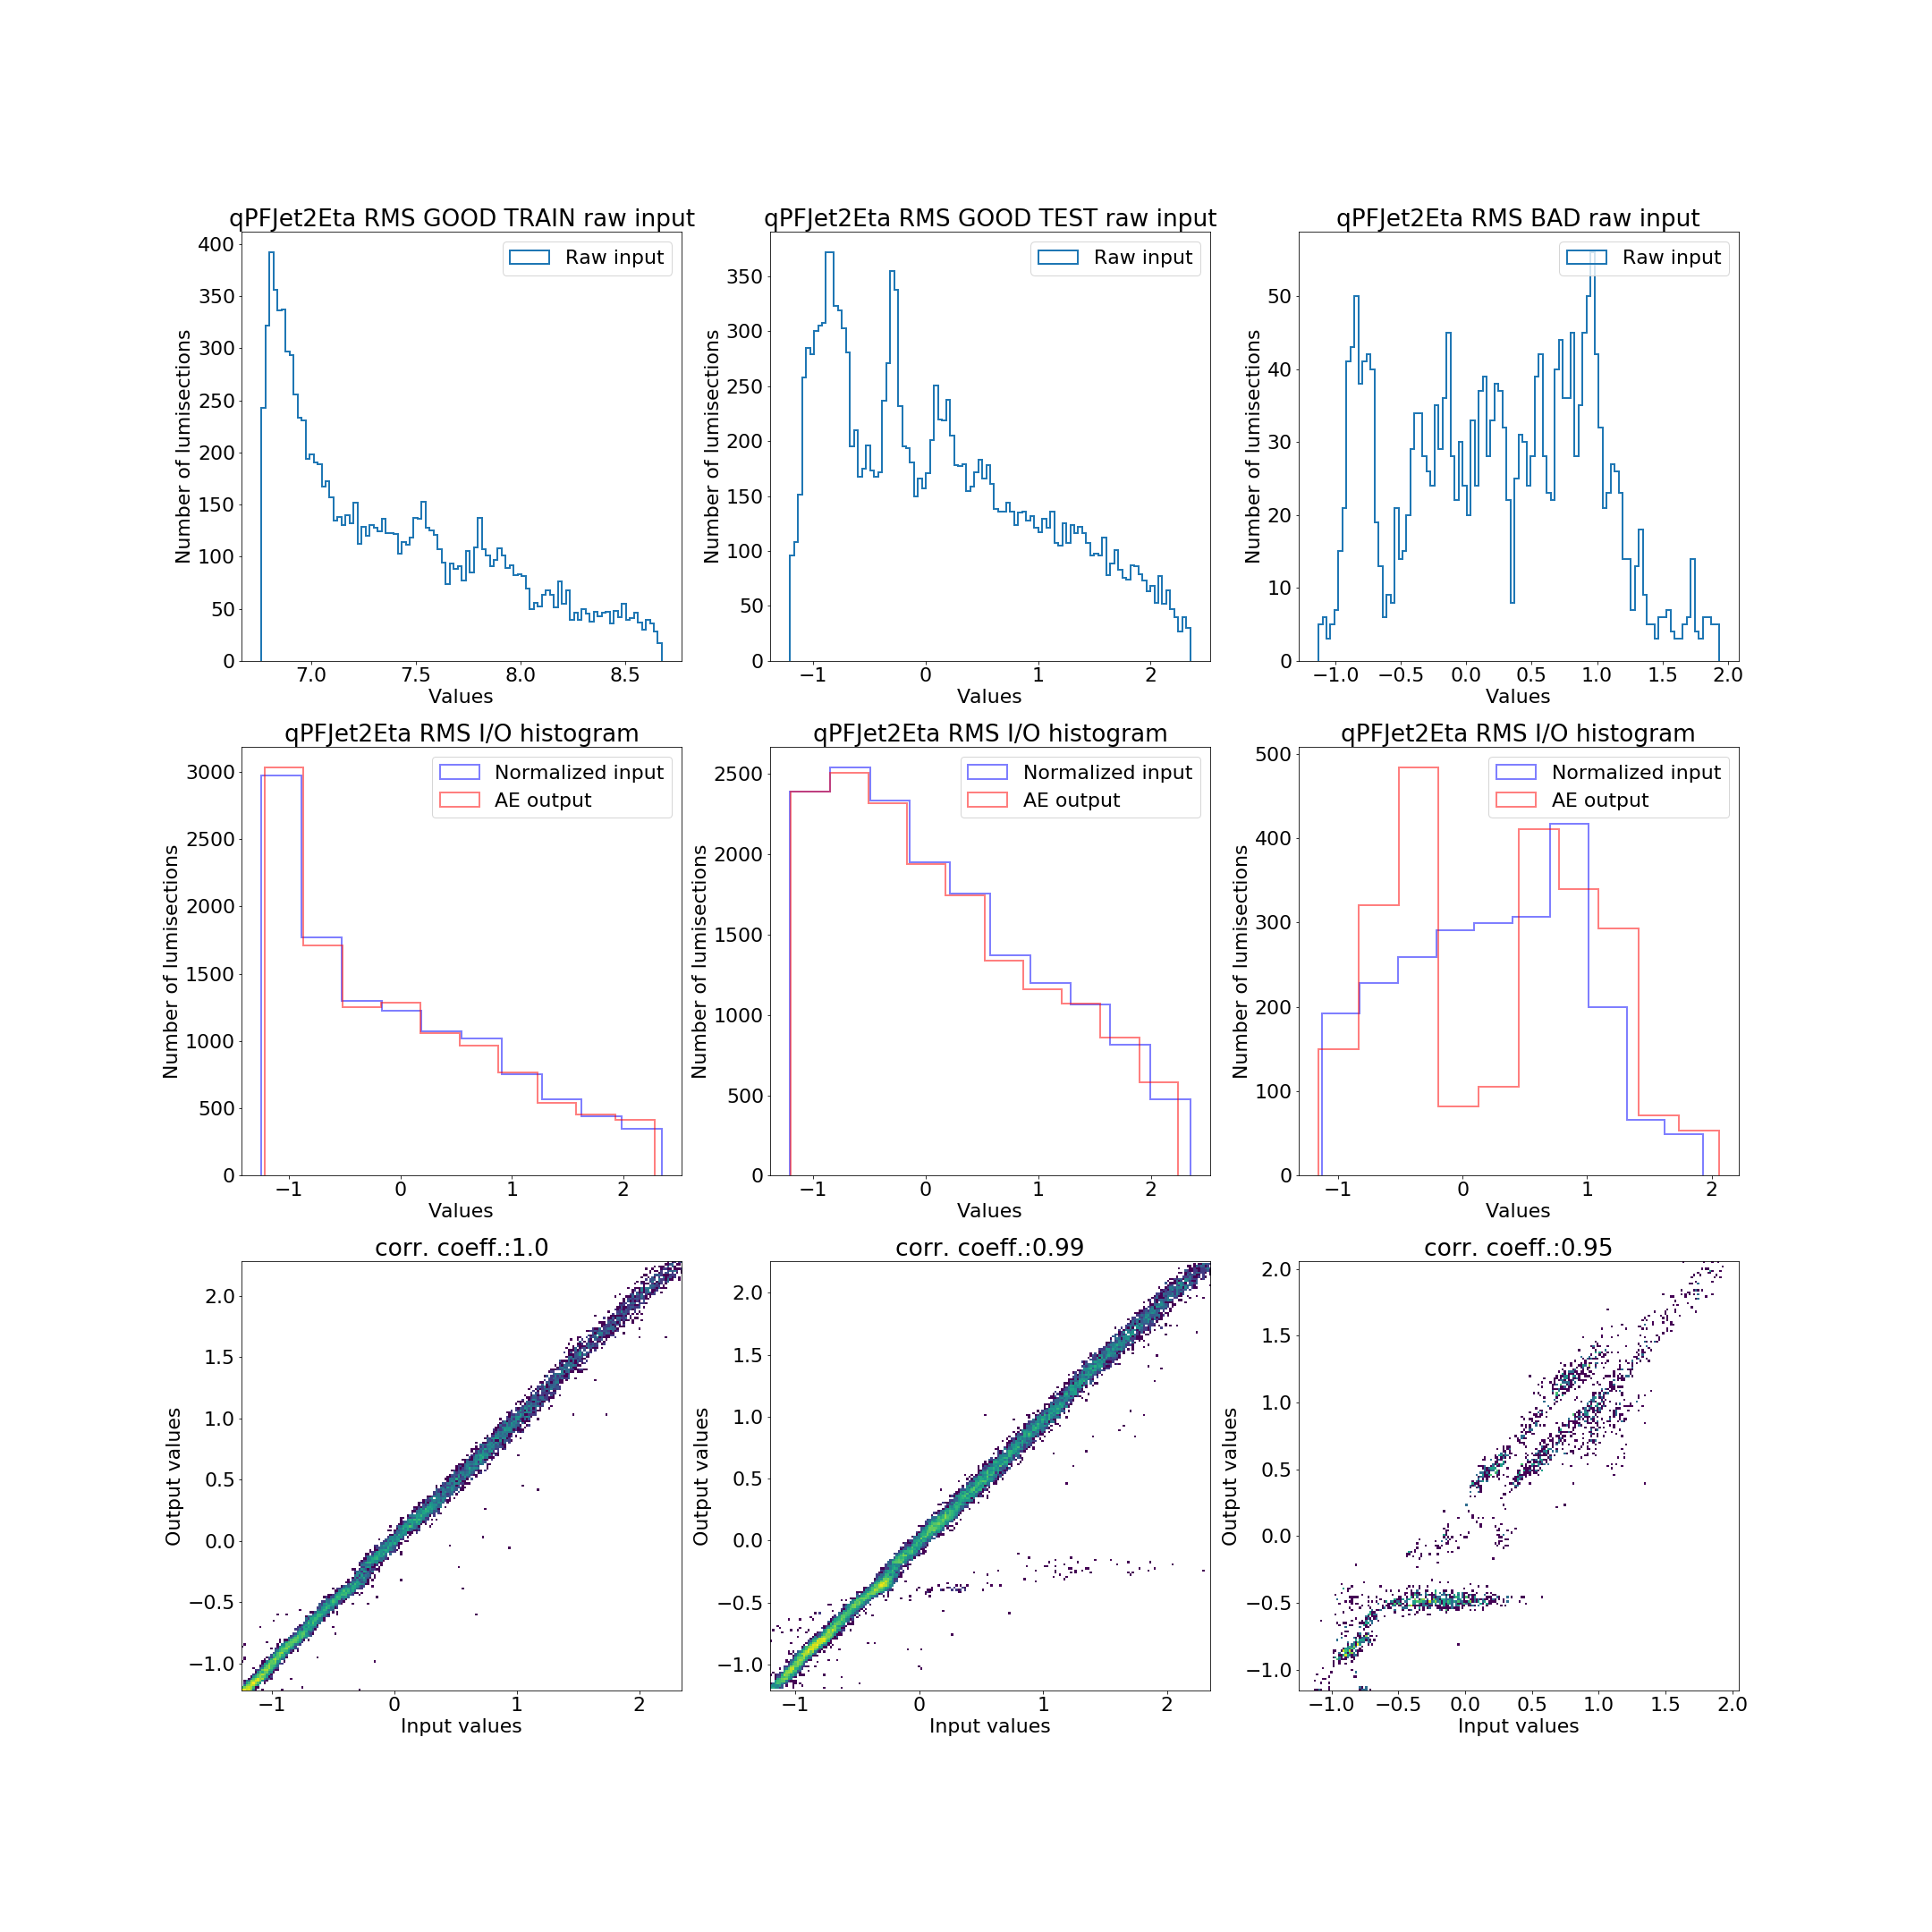 qPFJet2Eta RMS GOOD TRAIN raw input
Raw input
Number of lumisections
400
350
300
250
200
150
100
50
0
7.0 7.5 8.0 8.5
Values
qPFJet2Eta RMS GOOD TEST raw input
Raw input
Number of lumisections
350
300
250
200
150
100
50
0
−1 0 1 2
Values
qPFJet2Eta RMS BAD raw input
Raw input
Number of lumisections
50
40
30
20
10
0
−1.0 −0.5 0.0 0.5 1.0 1.5 2.0
Values
qPFJet2Eta RMS I/O histogram
Normalized input
AE output
Number of lumisections
3000
2500
2000
1500
1000
500
0
−1 0 1 2
Values
qPFJet2Eta RMS I/O histogram
Normalized input
AE output
Number of lumisections
2500
2000
1500
1000
500
0
−1 0 1 2
Values
qPFJet2Eta RMS I/O histogram
Normalized input
AE output
Number of lumisections
500
400
300
200
100
0
−1 0 1 2
Values
corr. coeff.:1.0
Output values
2.0
1.5
1.0
0.5
0.0
−0.5
−1.0
−1 0 1 2
Input values
corr. coeff.:0.99
Output values
2.0
1.5
1.0
0.5
0.0
−0.5
−1.0
−1 0 1 2
Input values
corr. coeff.:0.95
Output values
2.0
1.5
1.0
0.5
0.0
−0.5
−1.0
−1.0 −0.5 0.0 0.5 1.0 1.5 2.0
Input values